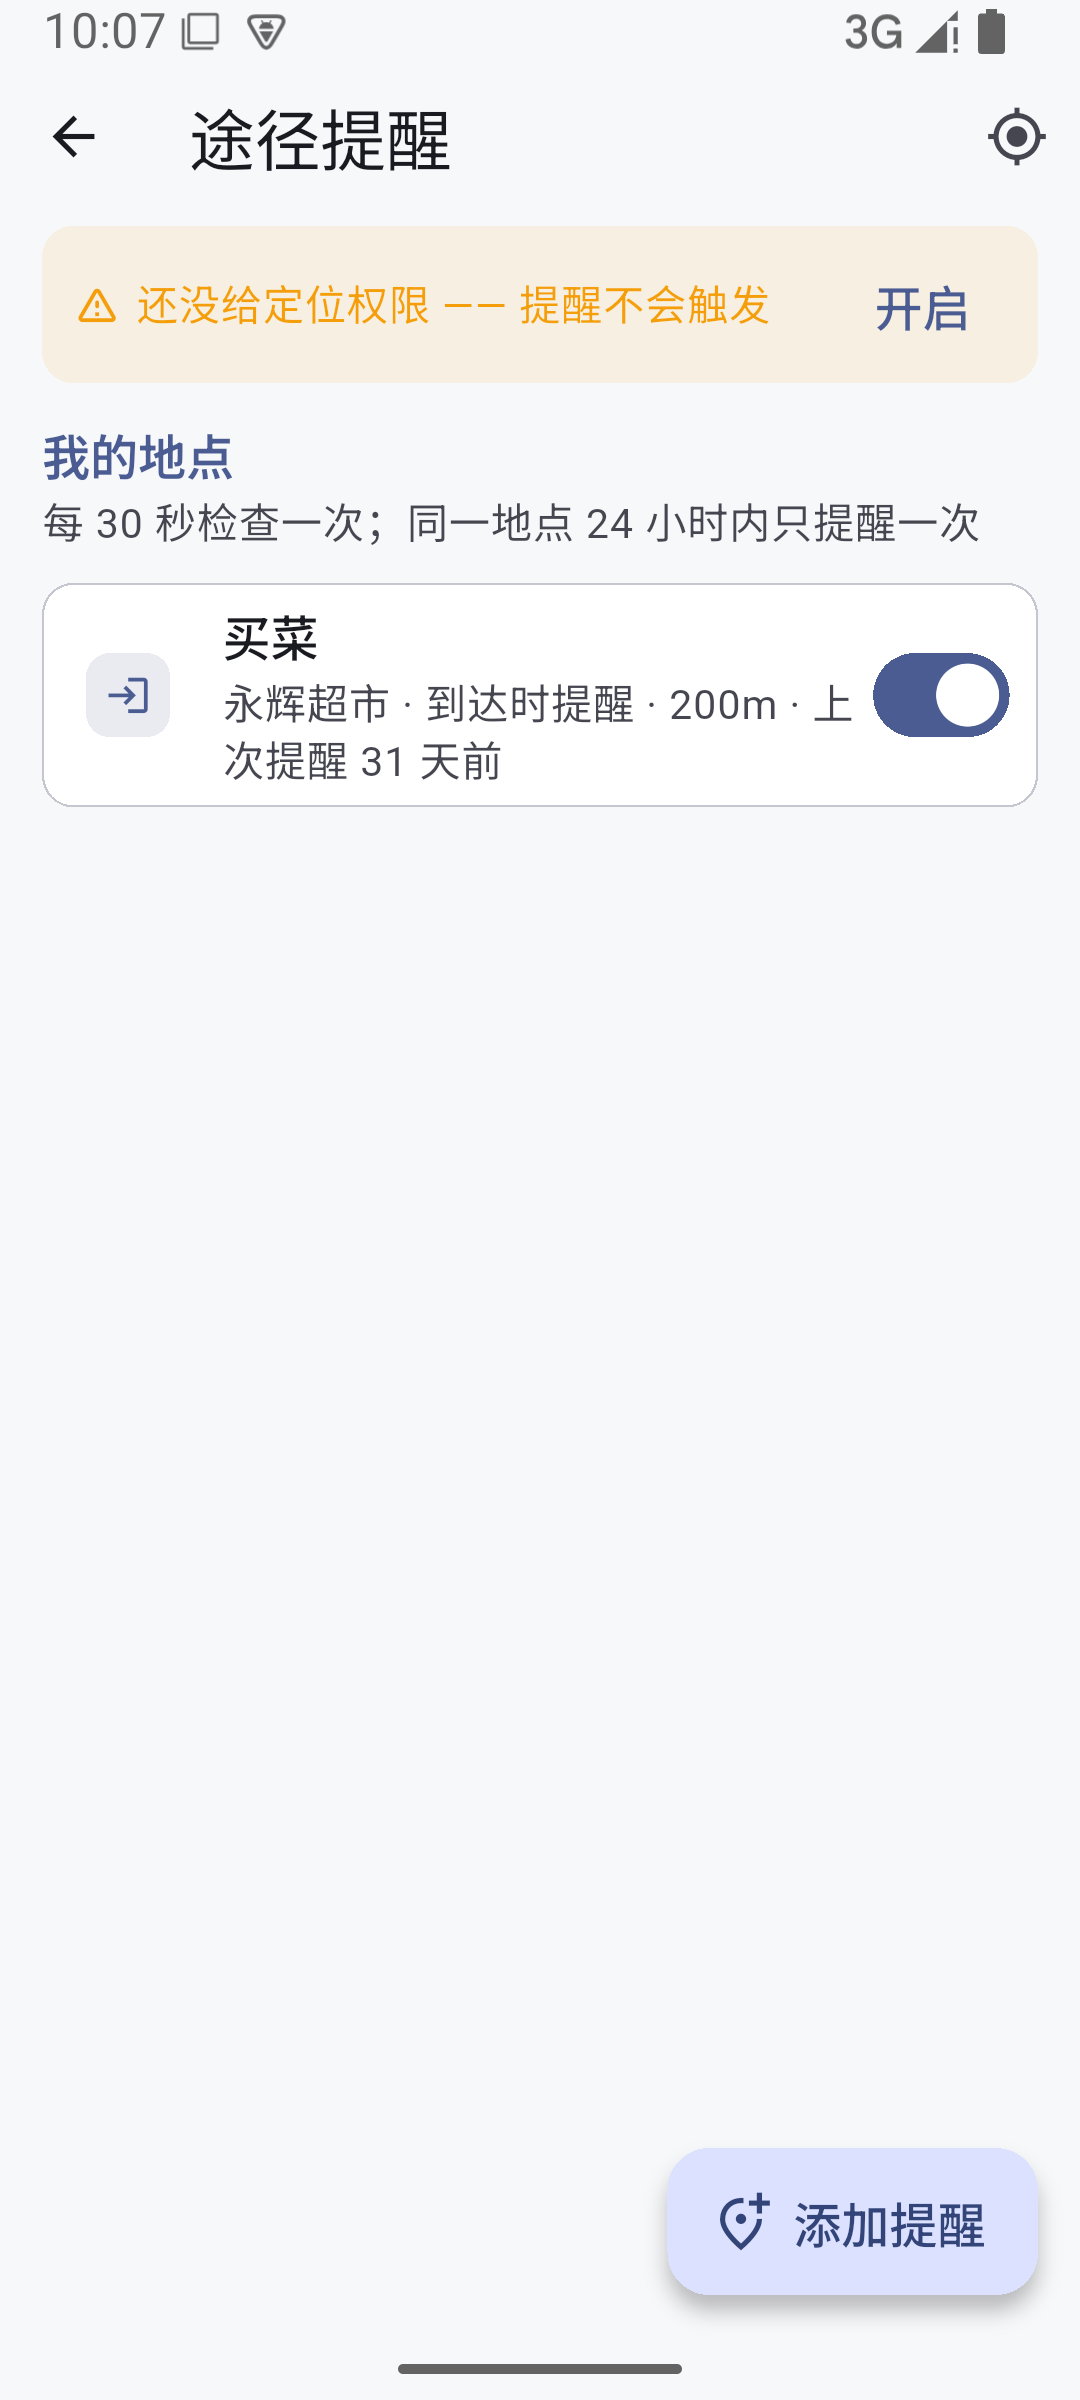 10:07
3G
途径提醒
还没给定位权限 —— 提醒不会触发
开启
我的地点
每 30 秒检查一次；同一地点 24 小时内只提醒一次
买菜
永辉超市 · 到达时提醒 · 200m · 上
次提醒 31 天前
添加提醒